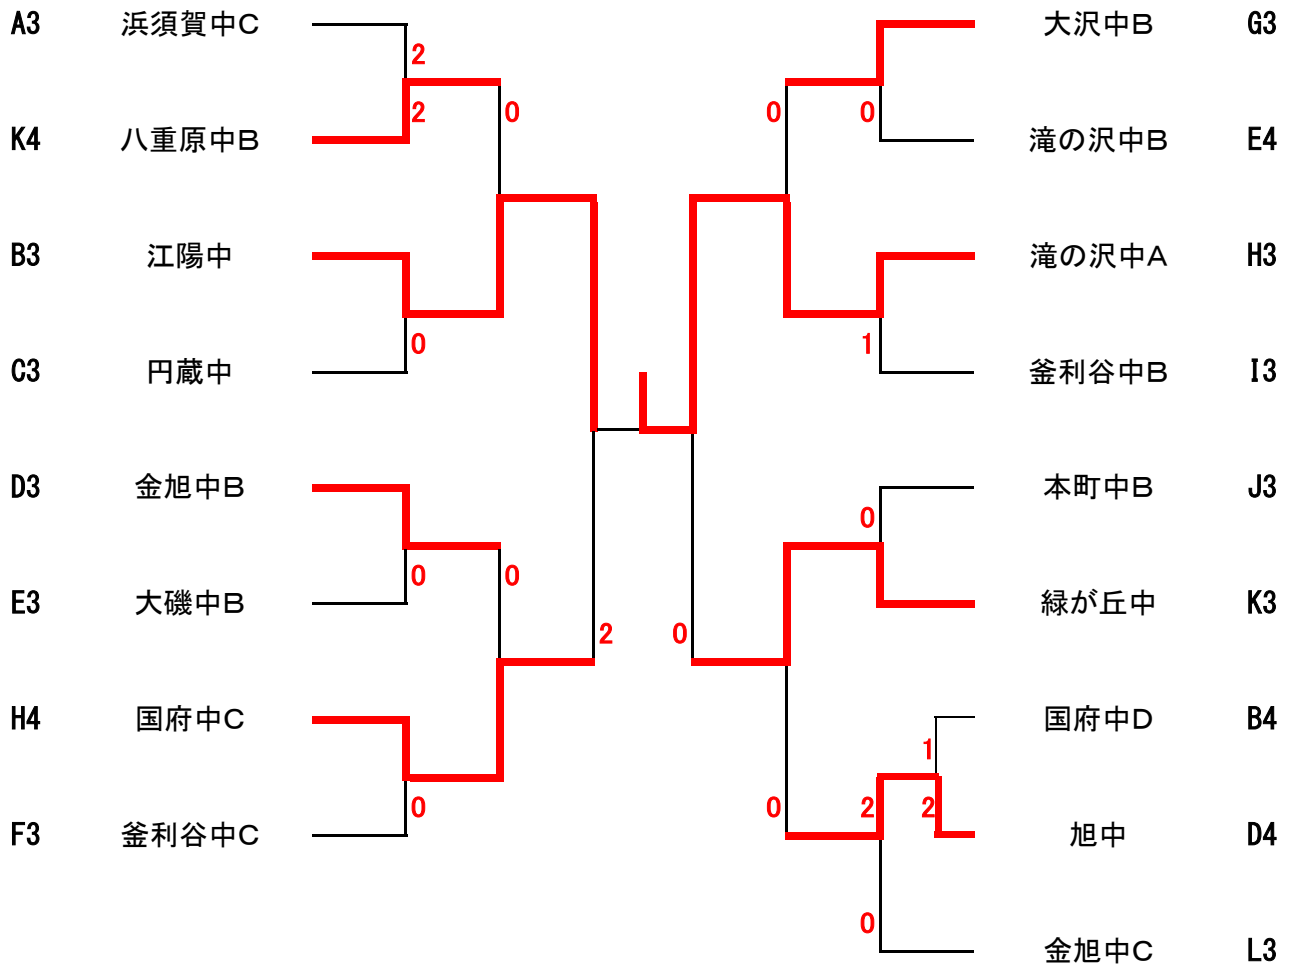 A3 浜須賀中C 大沢中B G3
2
2 0 0 0
K4 八重原中B 滝の沢中B E4
B3 江陽中 滝の沢中A H3
0 1
C3 円蔵中 釜利谷中B I3
D3 金旭中B 本町中B J3
0
0 0
E3 大磯中B 緑が丘中 K3
2 0
H4 国府中C 国府中D B4
1
0 0 2 2
F3 釜利谷中C 旭中 D4
0
金旭中C L3